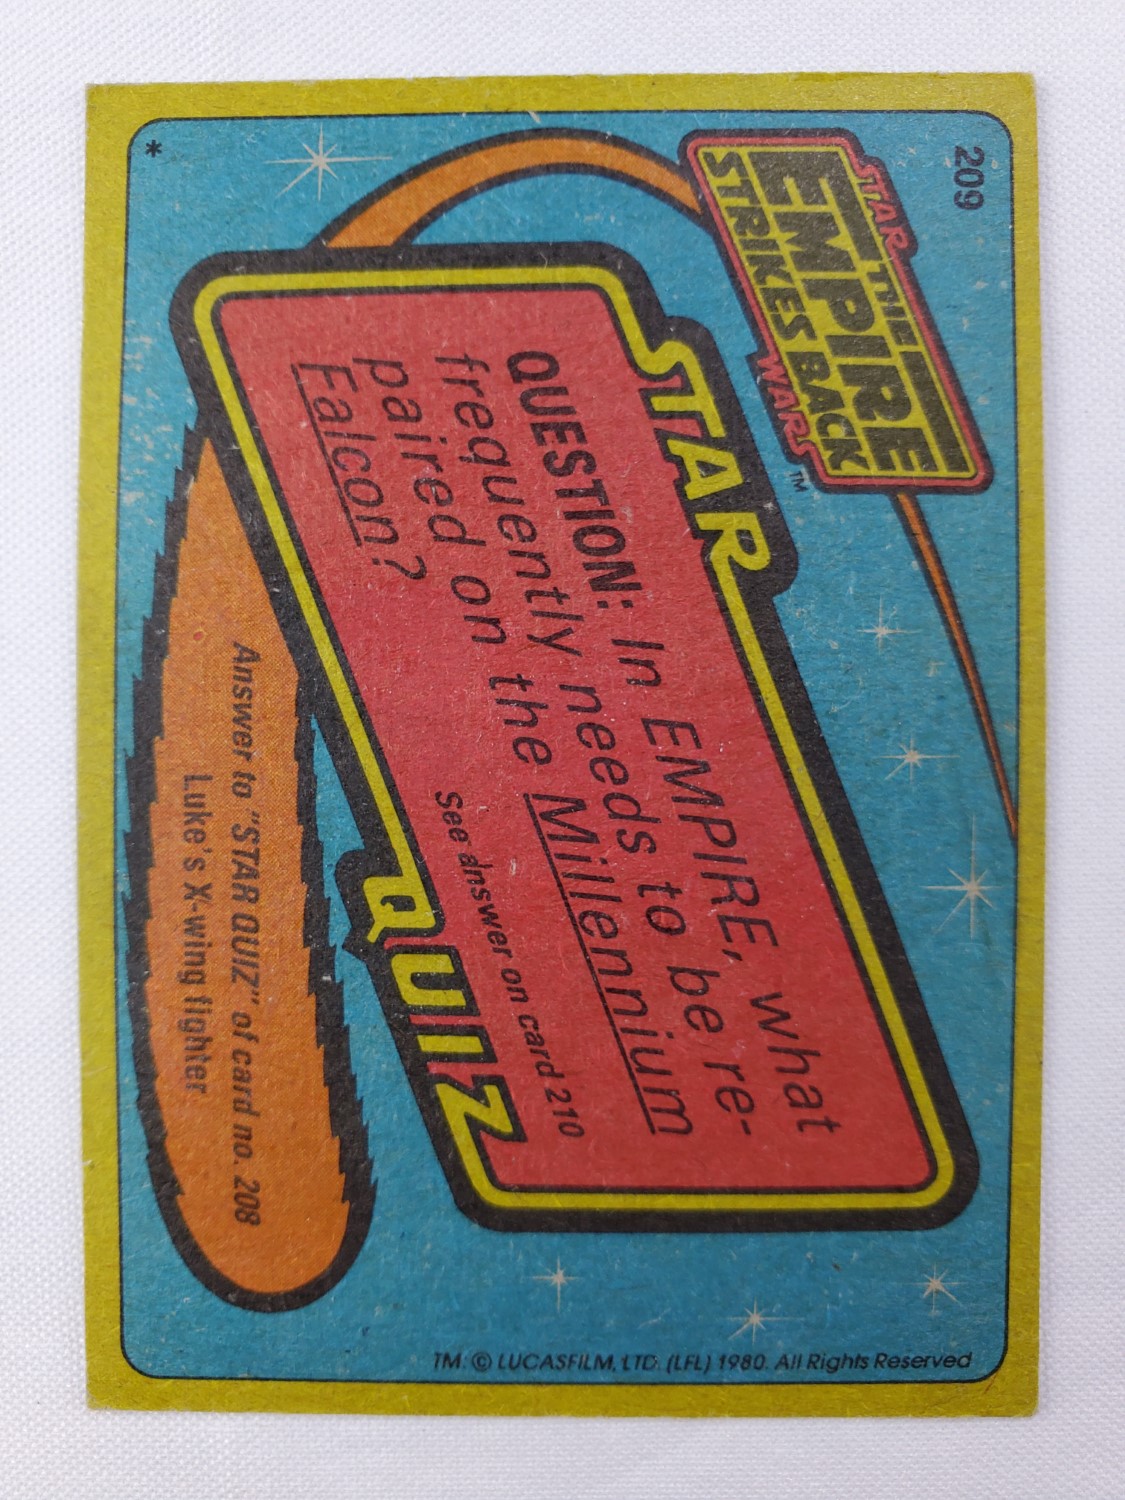 209
STAR
THE
EMPIRE
STRIKES BACK
WARS™
STAR
QUESTION: In EMPIRE, what
frequently needs to be re-
paired on the Millennium
Falcon?
See answer on card 210
QUIZ
Answer to "STAR QUIZ" of card no. 208
Luke's X-wing fighter
*
TM: © LUCASFILM, LTD. (LFL) 1980. All Rights Reserved